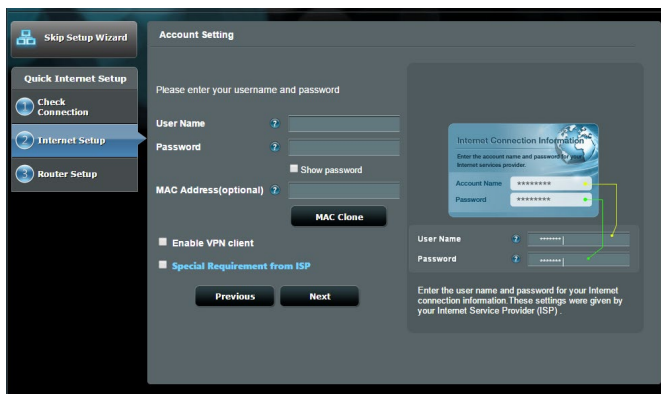 Skip Setup Wizard
Quick Internet Setup
1 Check
Connection
2 Internet Setup
3 Router Setup
Account Setting
Please enter your username and password
User Name ?
Password ?
Show password
MAC Address(optional) ?
MAC Clone
Enable VPN client
Special Requirement from ISP
Previous Next
Internet Connection Information
Enter the account name and password for your
Internet services provider.
Account Name ********
Password ********
User Name ? *******|
Password ? *******|
Enter the user name and password for your Internet
connection information.These settings were given by
your Internet Service Provider (ISP) .